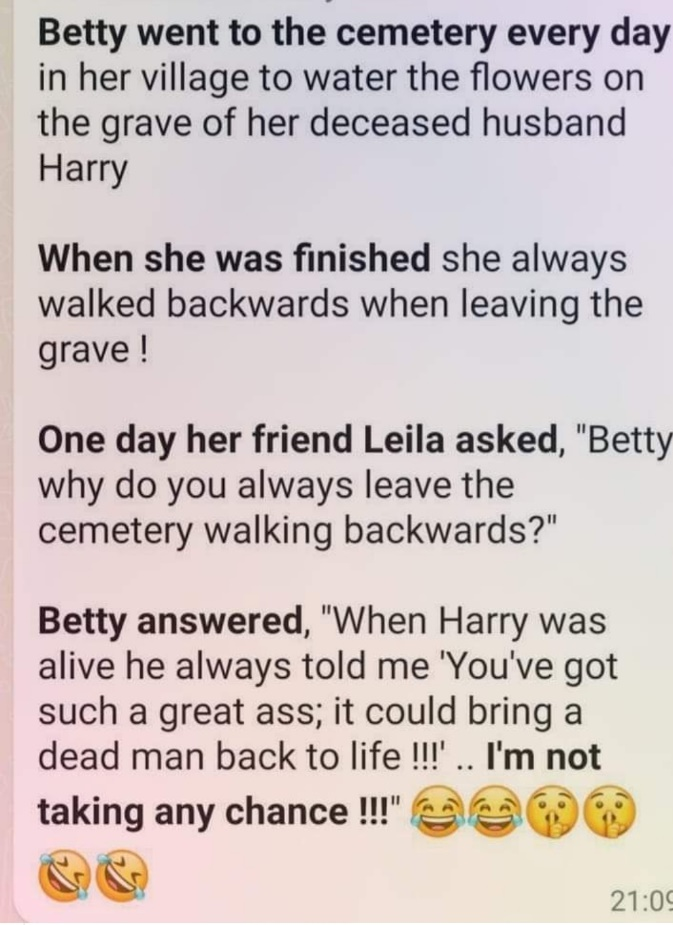 Betty went to the cemetery every day
in her village to water the flowers on
the grave of her deceased husband
Harry
When she was finished she always
walked backwards when leaving the
grave !
One day her friend Leila asked, "Betty
why do you always leave the
cemetery walking backwards?"
Betty answered, "When Harry was
alive he always told me 'You've got
such a great ass; it could bring a
dead man back to life !!!' .. I'm not
taking any chance !!!" 😂😂🤫🤫
🤣🤣
21:09